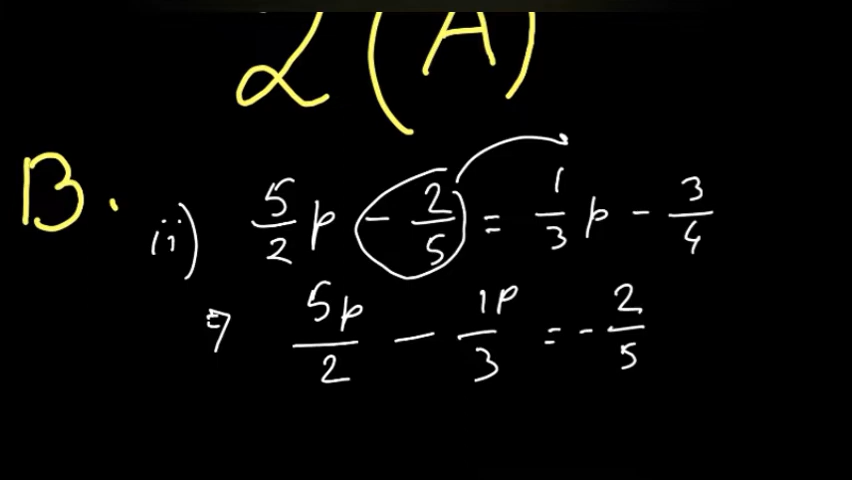 2 (A)
B. ii) 5/2 p - 2/5 = 1/3 p - 3/4
⇒ 5p/2 - 1p/3 = - 2/5